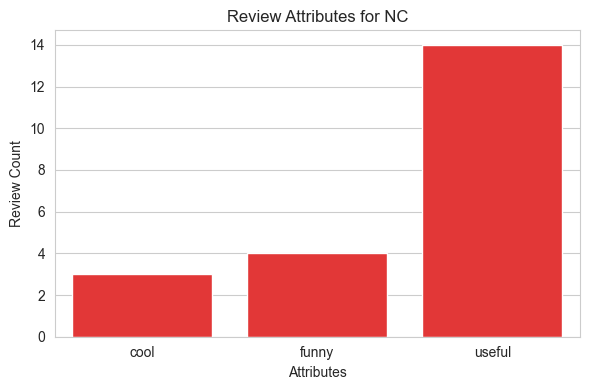 Review Attributes for NC
14
12
10
8
6
4
2
0
Review Count
cool
funny
useful
Attributes